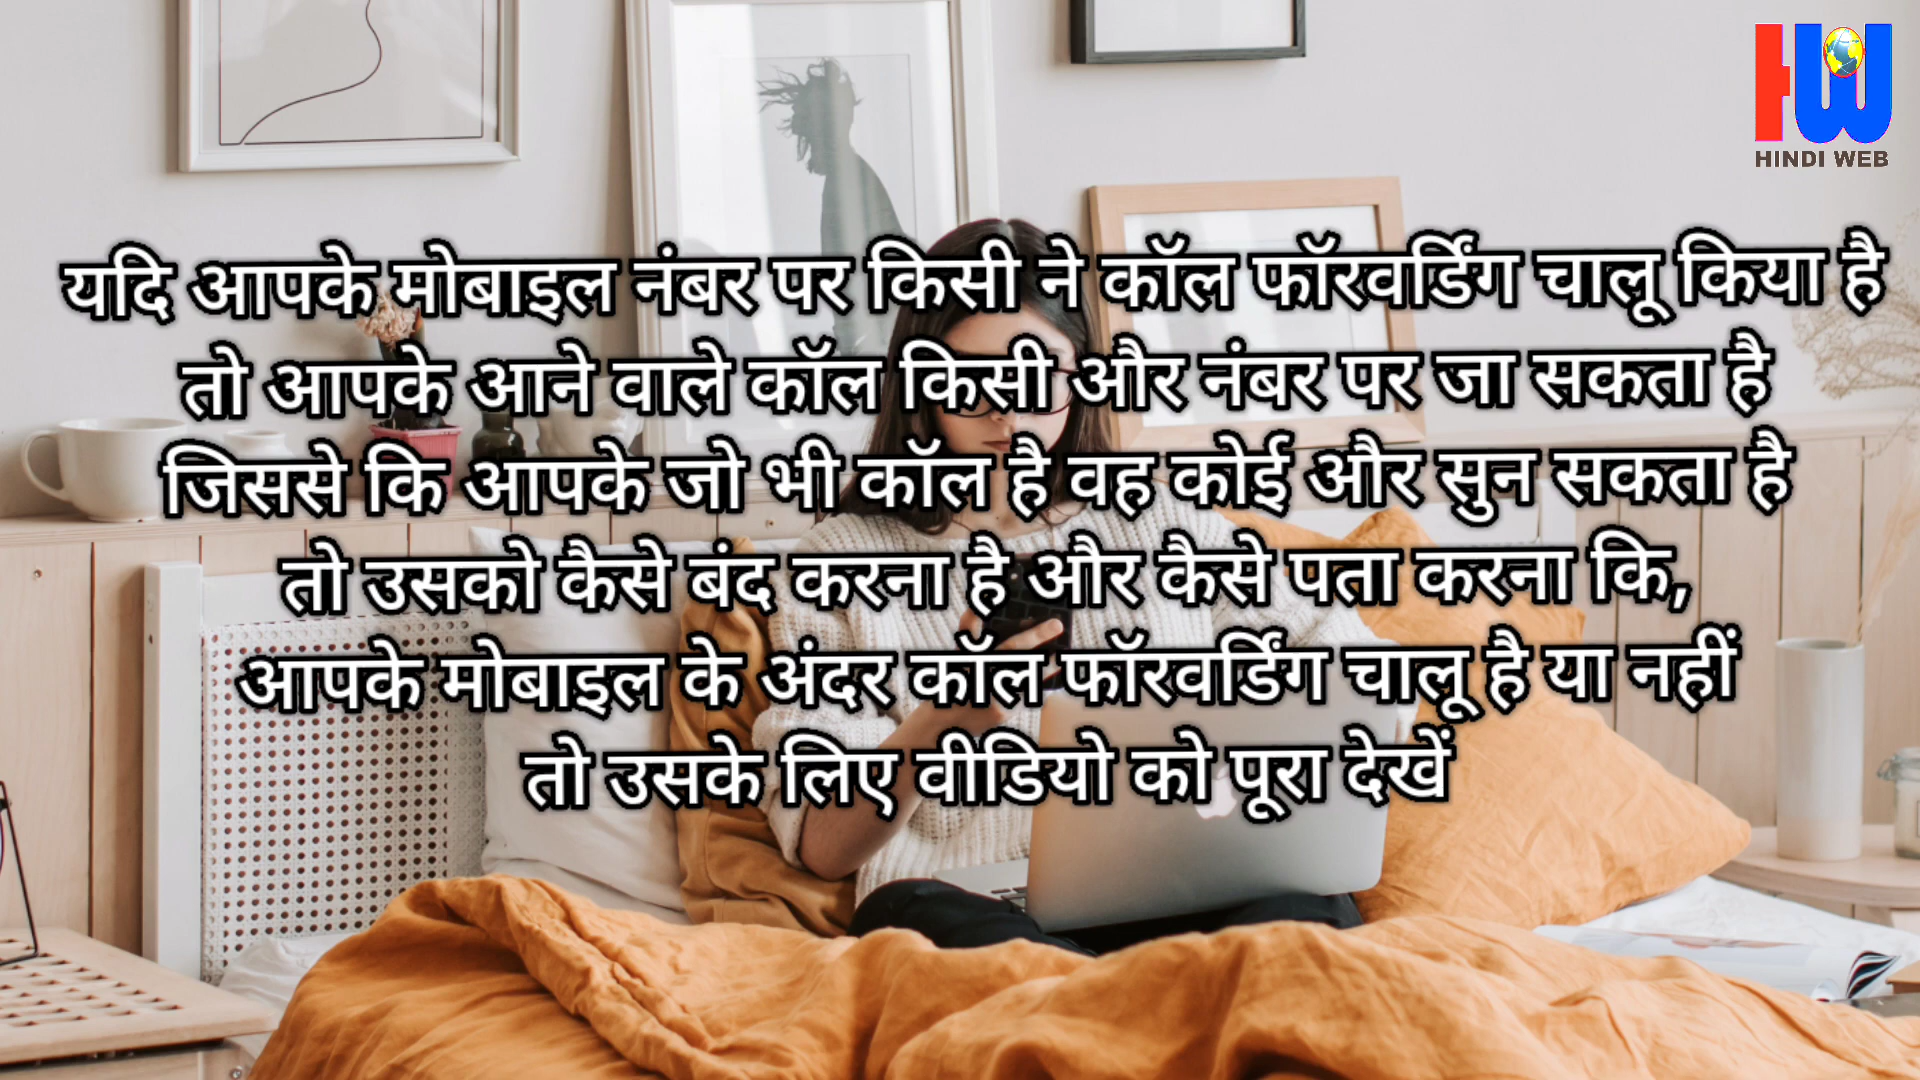 HINDI WEB
यदि आपके मोबाइल नंबर पर किसी ने कॉल फॉरवर्डिंग चालू किया है
तो आपके आने वाले कॉल किसी और नंबर पर जा सकता है
जिससे कि आपके जो भी कॉल है वह कोई और सुन सकता है
तो उसको कैसे बंद करना है और कैसे पता करना कि,
आपके मोबाइल के अंदर कॉल फॉरवर्डिंग चालू है या नहीं
तो उसके लिए वीडियो को पूरा देखें